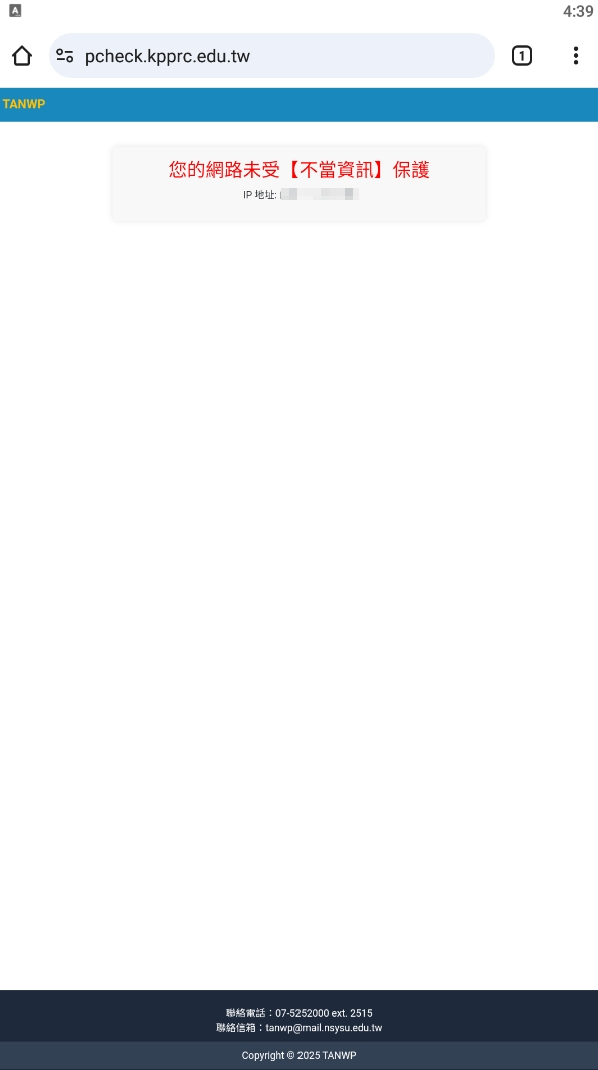 A
4:39
pcheck.kpprc.edu.tw
1
TANWP
您的網路未受【不當資訊】保護
IP 地址:
聯絡電話：07-5252000 ext. 2515
聯絡信箱：tanwp@mail.nsysu.edu.tw
Copyright © 2025 TANWP